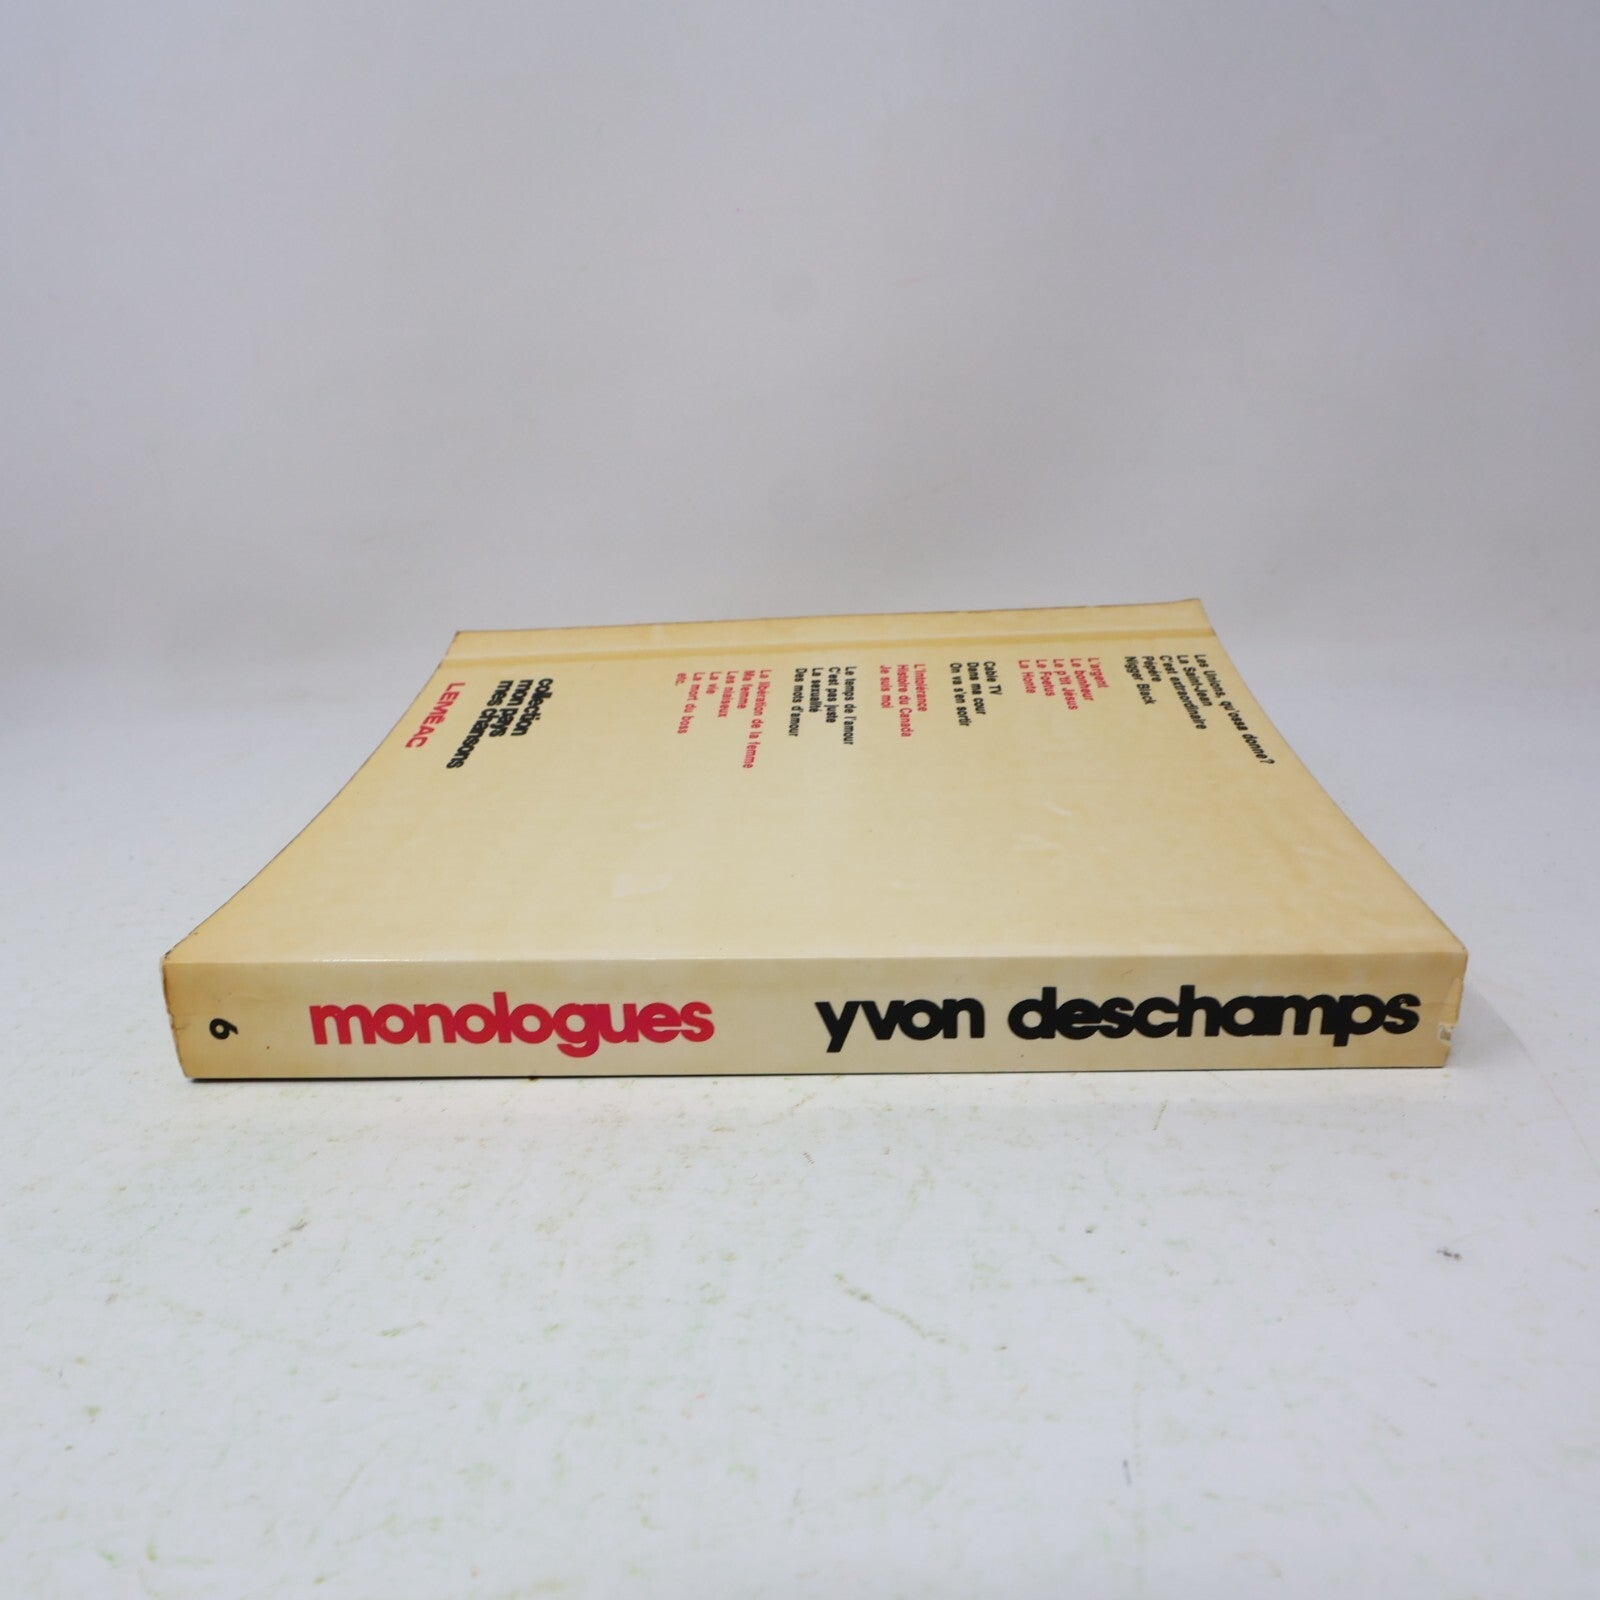 Les Unions, qu'ossa donne?
La Saint-Jean
C'est extraordinaire
Pépère
Nigger Black
L'argent
Le bonheur
Le p'tit Jésus
Le Foetus
La Honte
Cable TV
Dans ma cour
On va s'en sortir
L'Intolérance
Histoire du Canada
Je suis moi
Le temps de l'amour
C'est pas juste
La sexualité
Des mots d'amour
La libération de la femme
Ma femme
Les niaiseux
La vie
La mort du boss
etc.
collection
mon pays
mes chansons
LEMÉAC
6
monologues
yvon deschamps